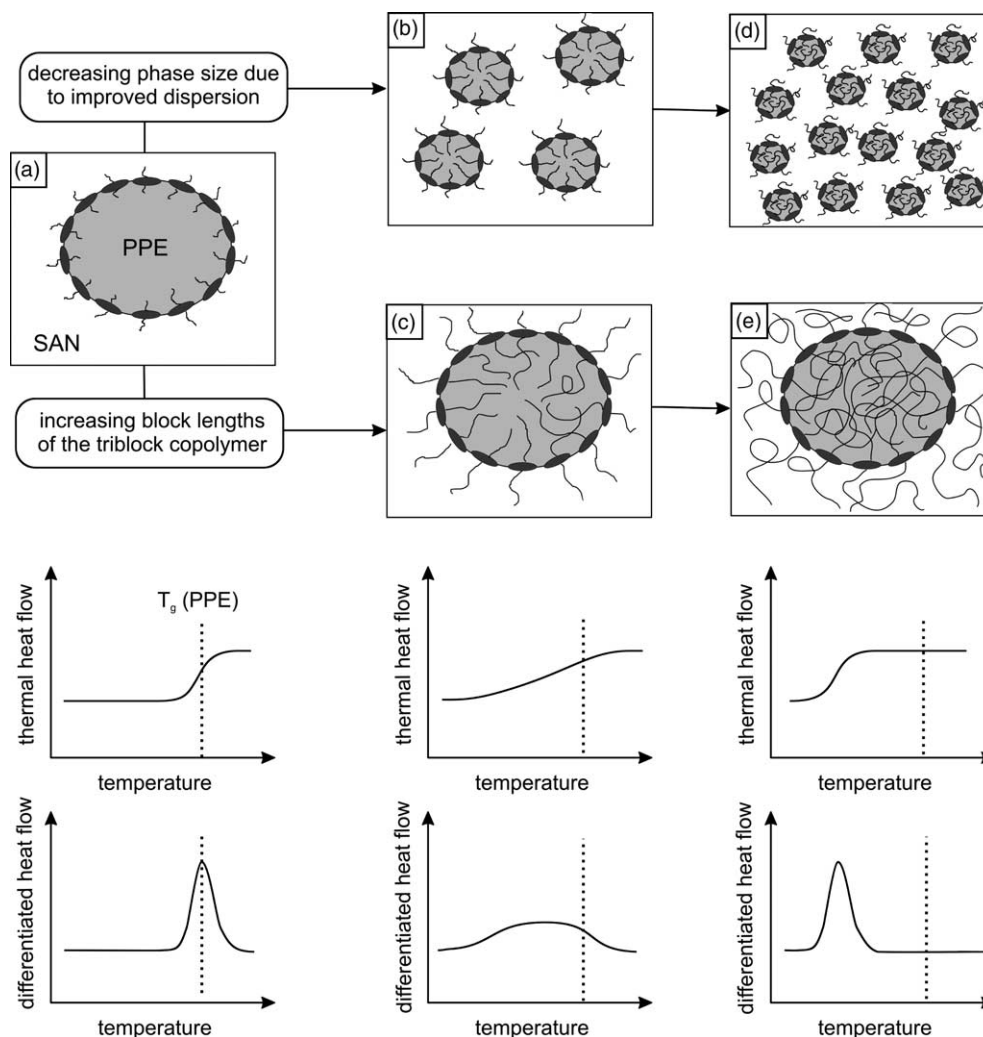 decreasing phase size due
to improved dispersion
(a)
PPE
SAN
increasing block lengths
of the triblock copolymer
(b)
(d)
(c)
(e)
thermal heat flow
T_g (PPE)
temperature
thermal heat flow
temperature
thermal heat flow
temperature
differentiated heat flow
temperature
differentiated heat flow
temperature
differentiated heat flow
temperature